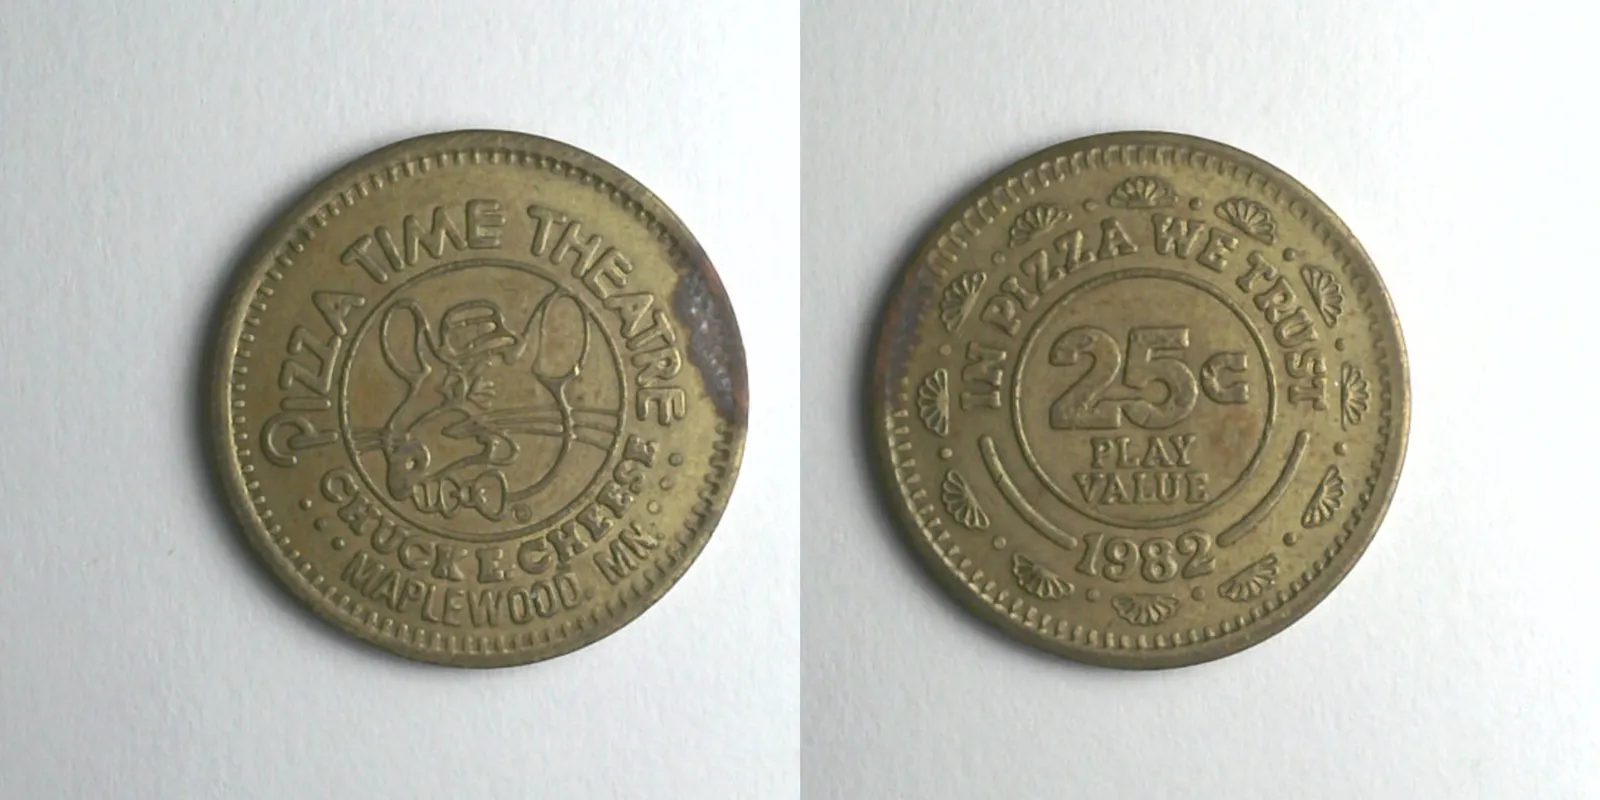 PIZZA TIME THEATRE
CHUCK E. CHEESE
MAPLEWOOD MN.
IN PIZZA WE TRUST
25¢
PLAY
VALUE
1982